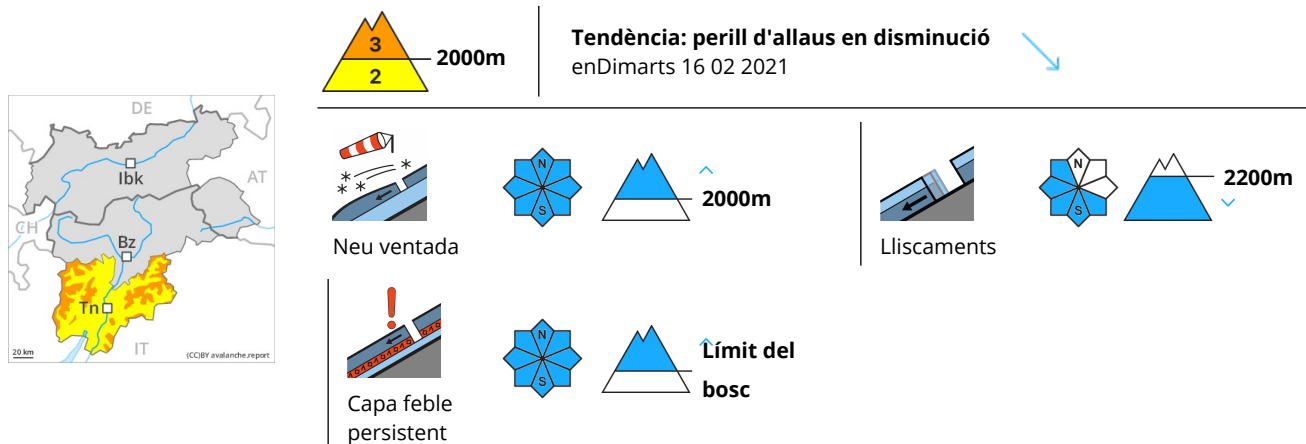 3
2000m
2
Tendència: perill d'allaus en disminució
enDimarts 16 02 2021
DE
Ibk
AT
CH
Bz
Tn
IT
20 km
(CC)BY avalanche.report
N
S
2000m
Neu ventada
N
S
2200m
Lliscaments
N
S
Límit del
bosc
Capa feble
persistent